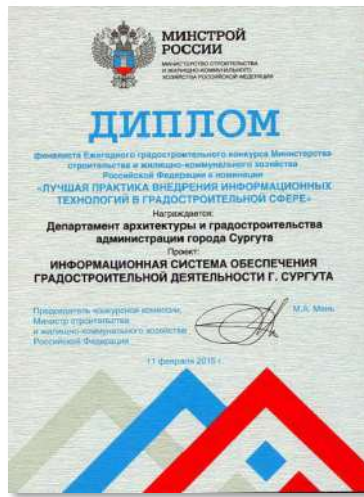 МИНСТРОЙ
РОССИИ
МИНИСТЕРСТВО СТРОИТЕЛЬСТВА
И ЖИЛИЩНО-КОММУНАЛЬНОГО
ХОЗЯЙСТВА РОССИЙСКОЙ ФЕДЕРАЦИИ
ДИПЛОМ
финалиста Ежегодного градостроительного конкурса Министерства
строительства и жилищно-коммунального хозяйства
Российской Федерации в номинации
«ЛУЧШАЯ ПРАКТИКА ВНЕДРЕНИЯ ИНФОРМАЦИОННЫХ
ТЕХНОЛОГИЙ В ГРАДОСТРОИТЕЛЬНОЙ СФЕРЕ»
Награждается:
Департамент архитектуры и градостроительства
администрации города Сургута
Проект:
ИНФОРМАЦИОННАЯ СИСТЕМА ОБЕСПЕЧЕНИЯ
ГРАДОСТРОИТЕЛЬНОЙ ДЕЯТЕЛЬНОСТИ Г. СУРГУТА
Председатель конкурсной комиссии,
Министр строительства
и жилищно-коммунального хозяйства
Российской Федерации
М.А. Мень
11 февраля 2015 г.